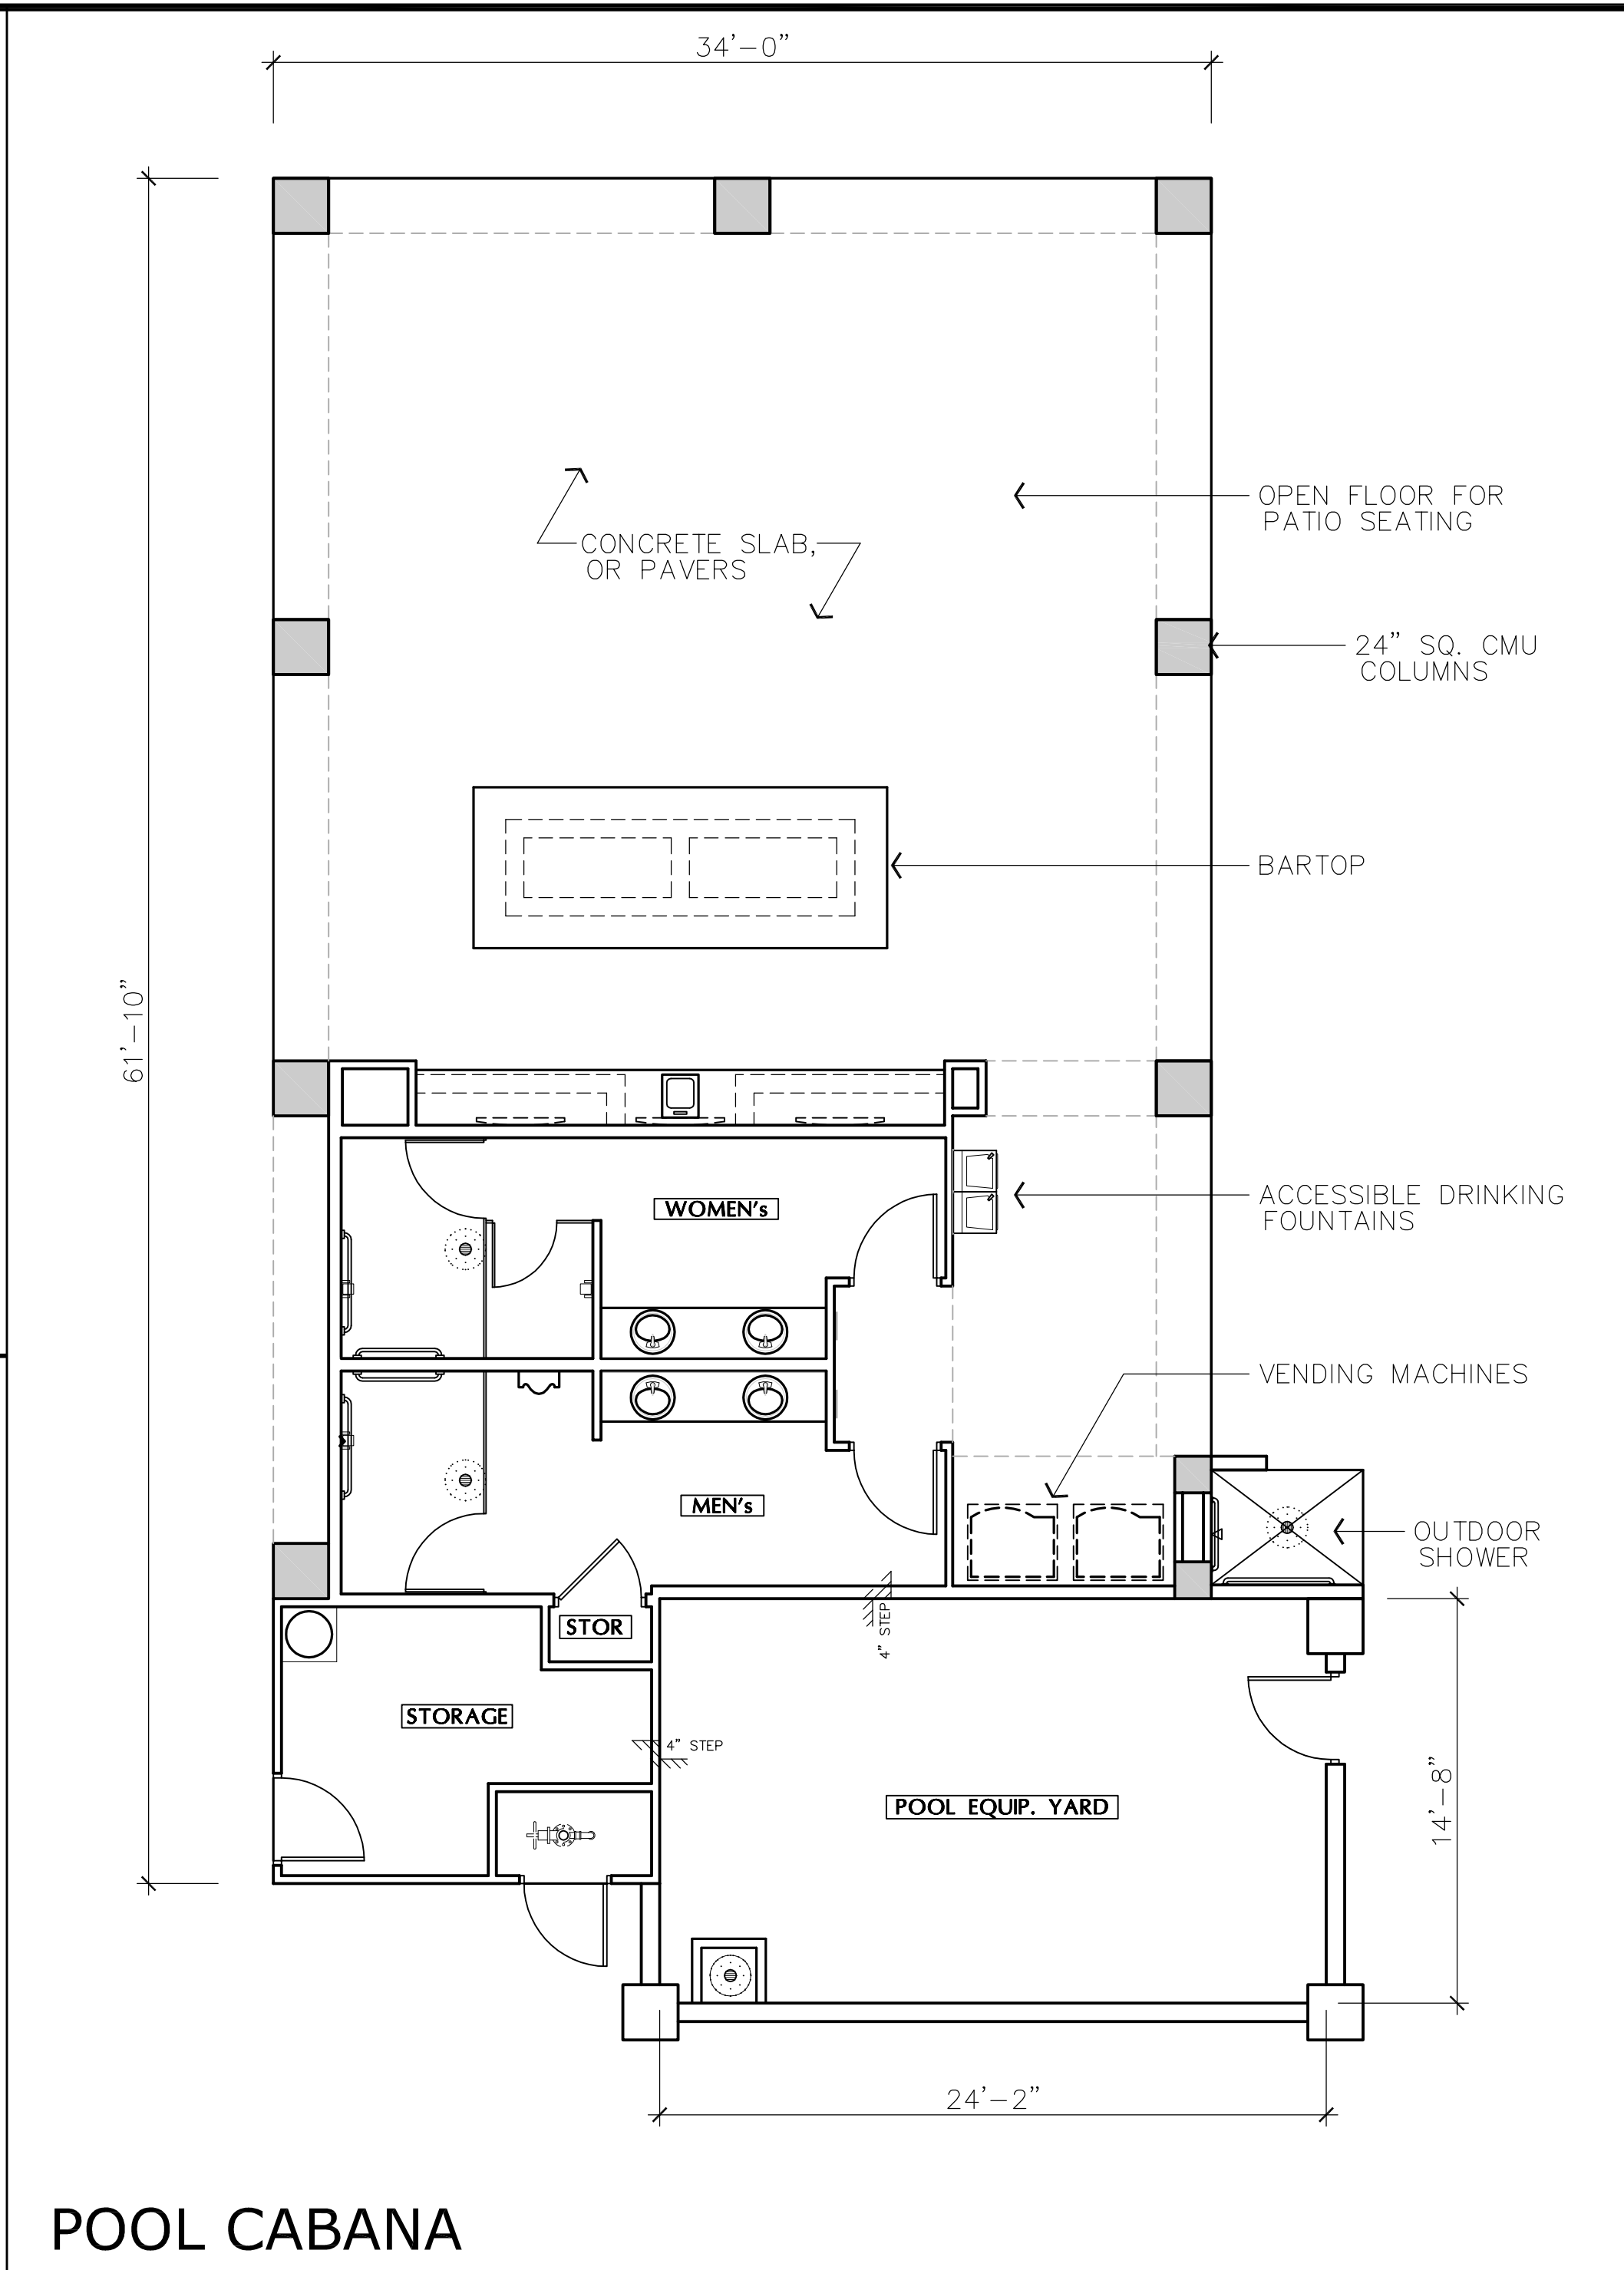 34'-0"
OPEN FLOOR FOR
PATIO SEATING
CONCRETE SLAB,
OR PAVERS
24" SQ. CMU
COLUMNS
BARTOP
61'-10"
WOMEN's
ACCESSIBLE DRINKING
FOUNTAINS
VENDING MACHINES
MEN's
OUTDOOR
SHOWER
STOR
4" STEP
STORAGE
4" STEP
POOL EQUIP. YARD
14'-8"
24'-2"
POOL CABANA